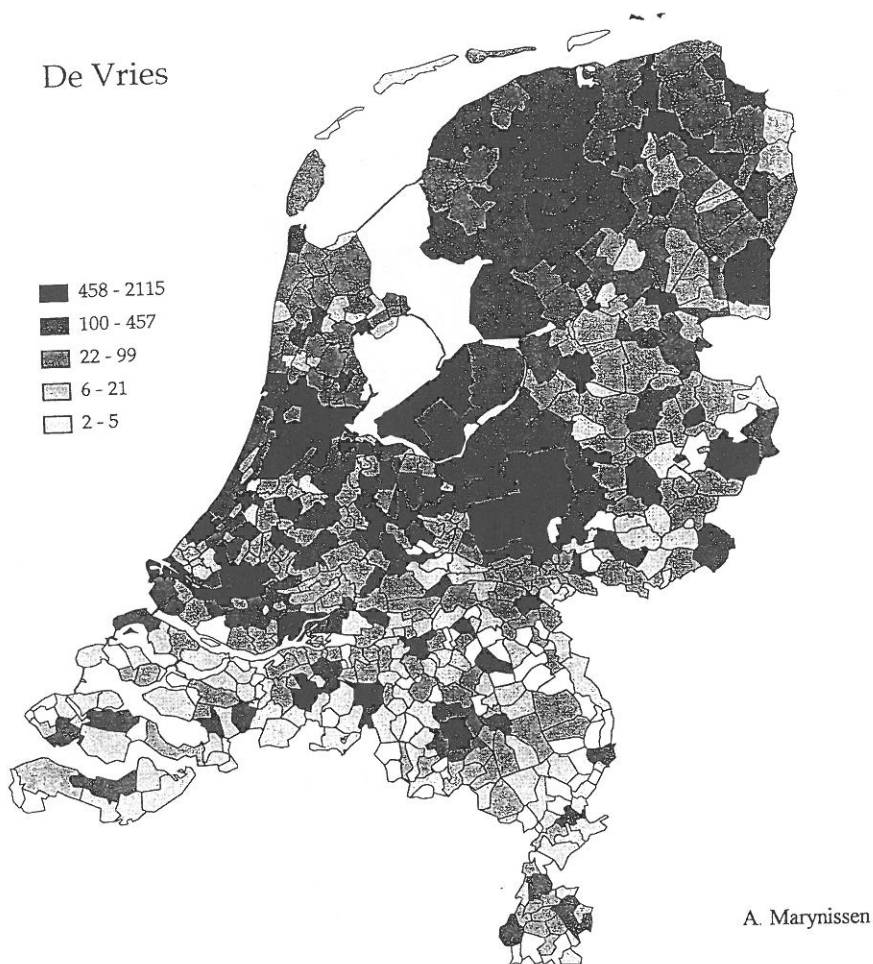 De Vries
458 - 2115
100 - 457
22 - 99
6 - 21
2 - 5
A. Marynissen